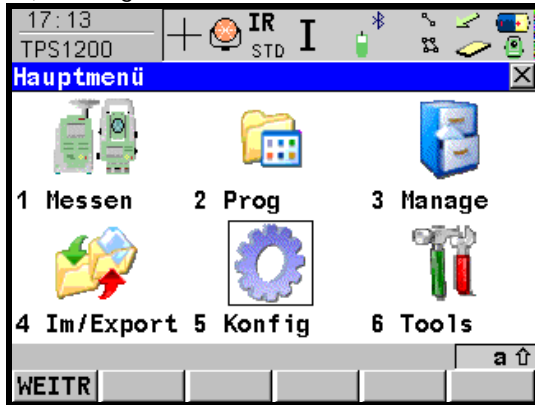 17:13
TPS1200
IR
STD
I
Hauptmenü
1 Messen 2 Prog 3 Manage
4 Im/Export 5 Konfig 6 Tools
a
WEITR